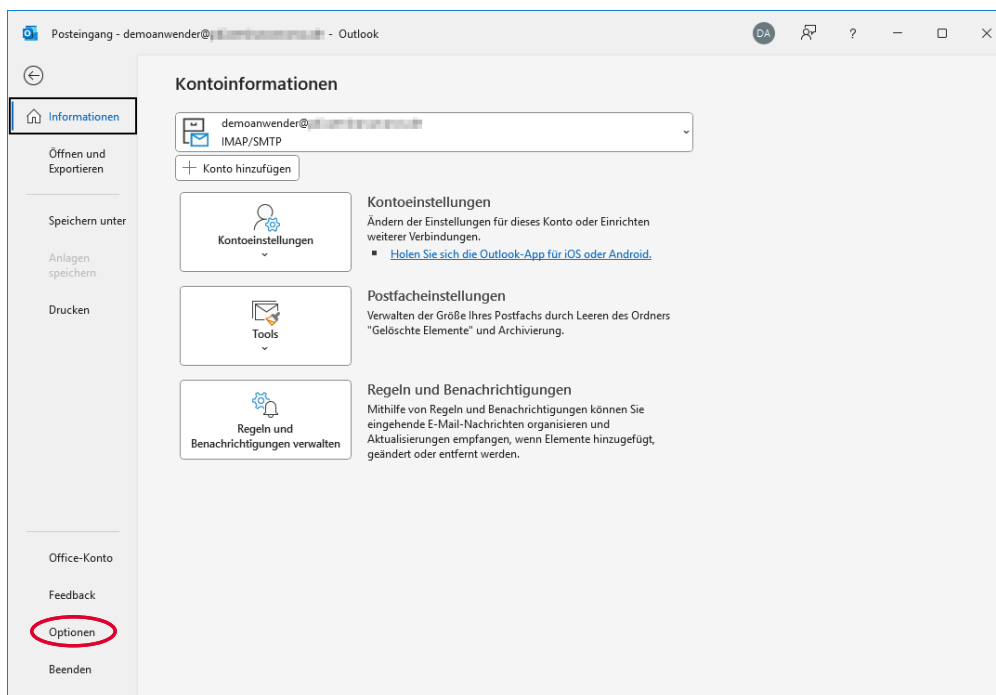 Posteingang - demoanwender@ - Outlook
DA
?
Kontoinformationen
Informationen
demoanwender@
IMAP/SMTP
Öffnen und
Exportieren
Konto hinzufügen
Speichern unter
Anlagen
speichern
Drucken
Kontoeinstellungen
Kontoeinstellungen
Ändern der Einstellungen für dieses Konto oder Einrichten
weiterer Verbindungen.
Holen Sie sich die Outlook-App für iOS oder Android.
Tools
Postfacheinstellungen
Verwalten der Größe Ihres Postfachs durch Leeren des Ordners
"Gelöschte Elemente" und Archivierung.
Regeln und
Benachrichtigungen verwalten
Regeln und Benachrichtigungen
Mithilfe von Regeln und Benachrichtigungen können Sie
eingehende E-Mail-Nachrichten organisieren und
Aktualisierungen empfangen, wenn Elemente hinzugefügt,
geändert oder entfernt werden.
Office-Konto
Feedback
Optionen
Beenden